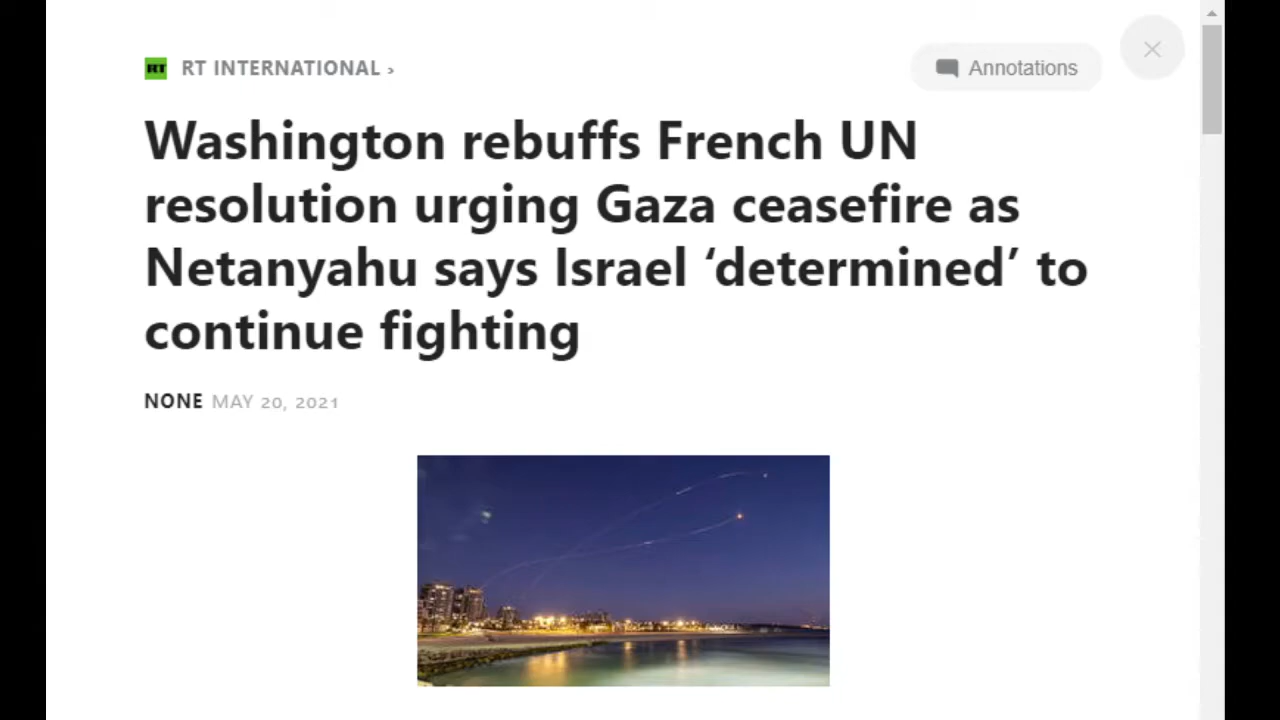 RT RT INTERNATIONAL ›
Annotations
Washington rebuffs French UN
resolution urging Gaza ceasefire as
Netanyahu says Israel ‘determined’ to
continue fighting
NONE MAY 20, 2021